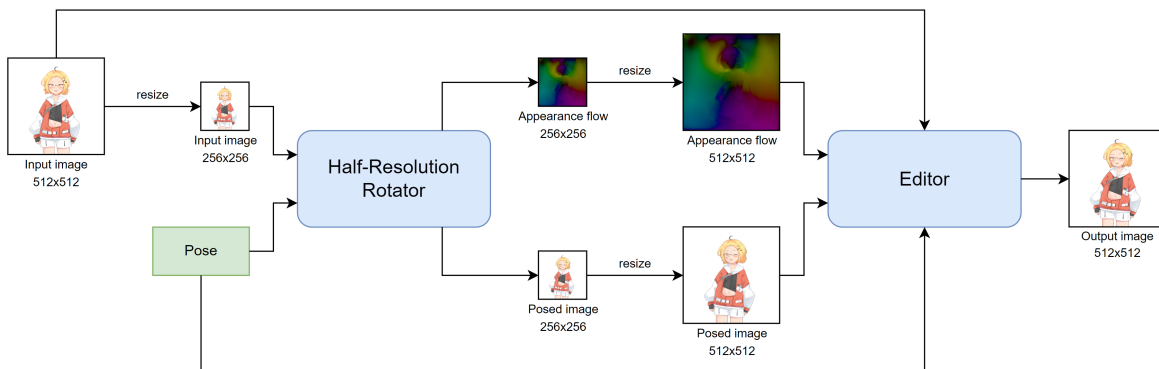 Input image
512x512
resize
Input image
256x256
Pose
Half-Resolution
Rotator
Appearance flow
256x256
resize
Appearance flow
512x512
Posed image
256x256
resize
Posed image
512x512
Editor
Output image
512x512